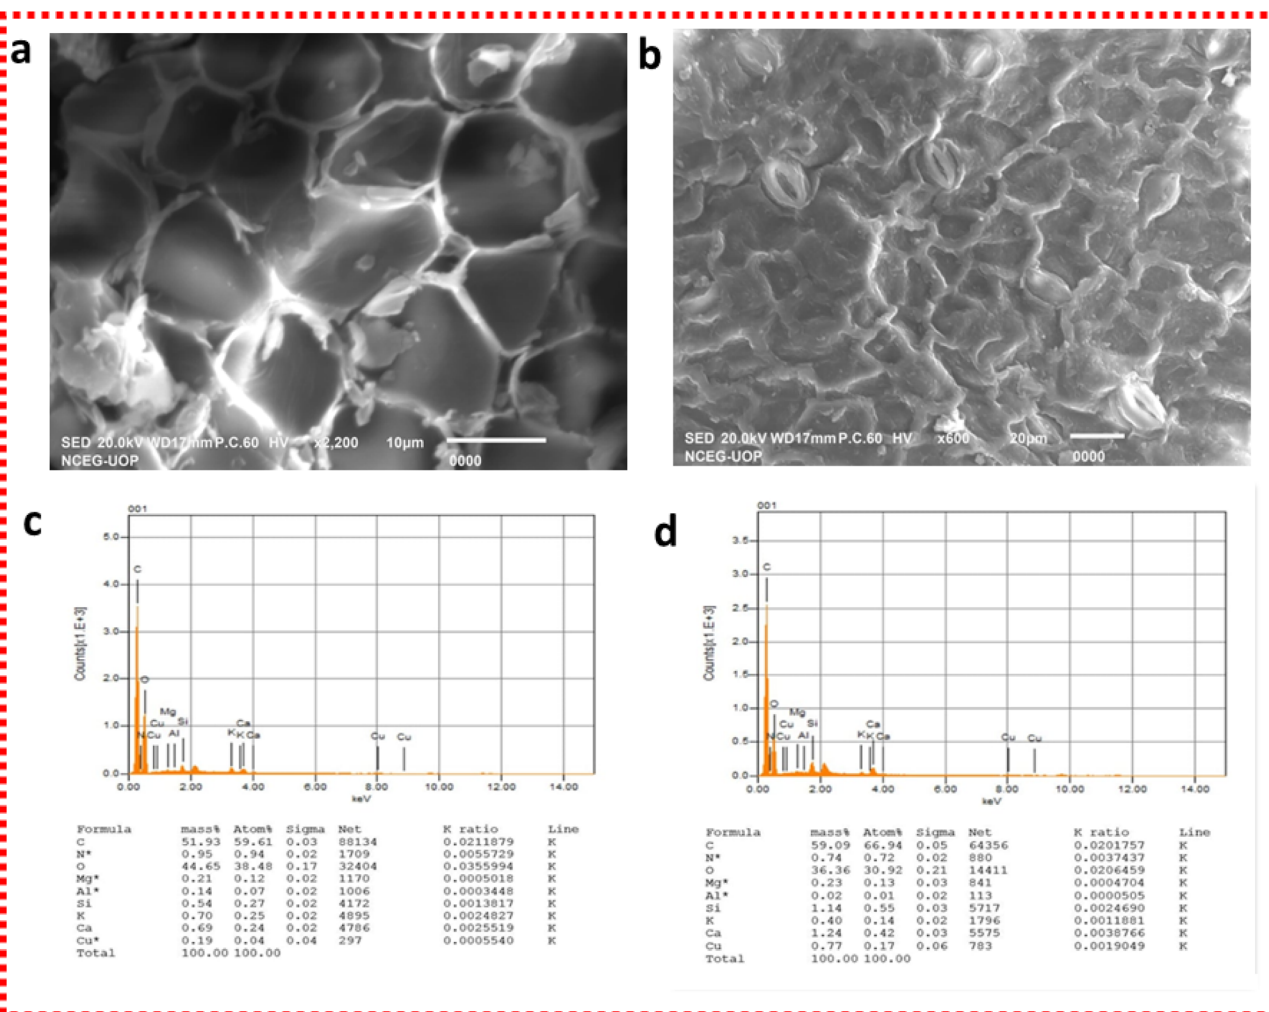 a
b
SED 20.0kV WD17mm P.C.60 HV x2,200 10µm
NCEG-UOP 0000
SED 20.0kV WD17mm P.C.60 HV x600 20µm
NCEG-UOP 0000
c
001
Counts[x1.E+3]
5.0
4.0
3.0
2.0
1.0
0.0
C
O
N
Cu
Cu
Mg
Al
Si
K
K
Ca
Ca
Cu
Cu
0.00 2.00 4.00 6.00 8.00 10.00 12.00 14.00
keV
Formula mass% Atom% Sigma Net K ratio Line
C 51.93 59.61 0.03 88134 0.0211879 K
N* 0.95 0.94 0.02 1709 0.0055729 K
O 44.65 38.48 0.17 32404 0.0355994 K
Mg* 0.21 0.12 0.02 1170 0.0005018 K
Al* 0.14 0.07 0.02 1006 0.0003448 K
Si 0.54 0.27 0.02 4172 0.0013817 K
K 0.70 0.25 0.02 4895 0.0024827 K
Ca 0.69 0.24 0.02 4786 0.0025519 K
Cu* 0.19 0.04 0.04 297 0.0005540 K
Total 100.00 100.00
d
001
Counts[x1.E+3]
3.5
3.0
2.5
2.0
1.5
1.0
0.5
0.0
C
O
N
Cu
Cu
Mg
Al
Si
K
K
Ca
Ca
Cu
Cu
0.00 2.00 4.00 6.00 8.00 10.00 12.00 14.00
keV
Formula mass% Atom% Sigma Net K ratio Line
C 59.09 66.94 0.05 64356 0.0201757 K
N* 0.74 0.72 0.02 880 0.0037437 K
O 36.36 30.92 0.21 14411 0.0206459 K
Mg* 0.23 0.13 0.03 841 0.0004704 K
Al* 0.02 0.01 0.02 113 0.0000505 K
Si 1.14 0.55 0.03 5717 0.0024690 K
K 0.40 0.14 0.02 1796 0.0011881 K
Ca 1.24 0.42 0.03 5575 0.0038766 K
Cu 0.77 0.17 0.06 783 0.0019049 K
Total 100.00 100.00